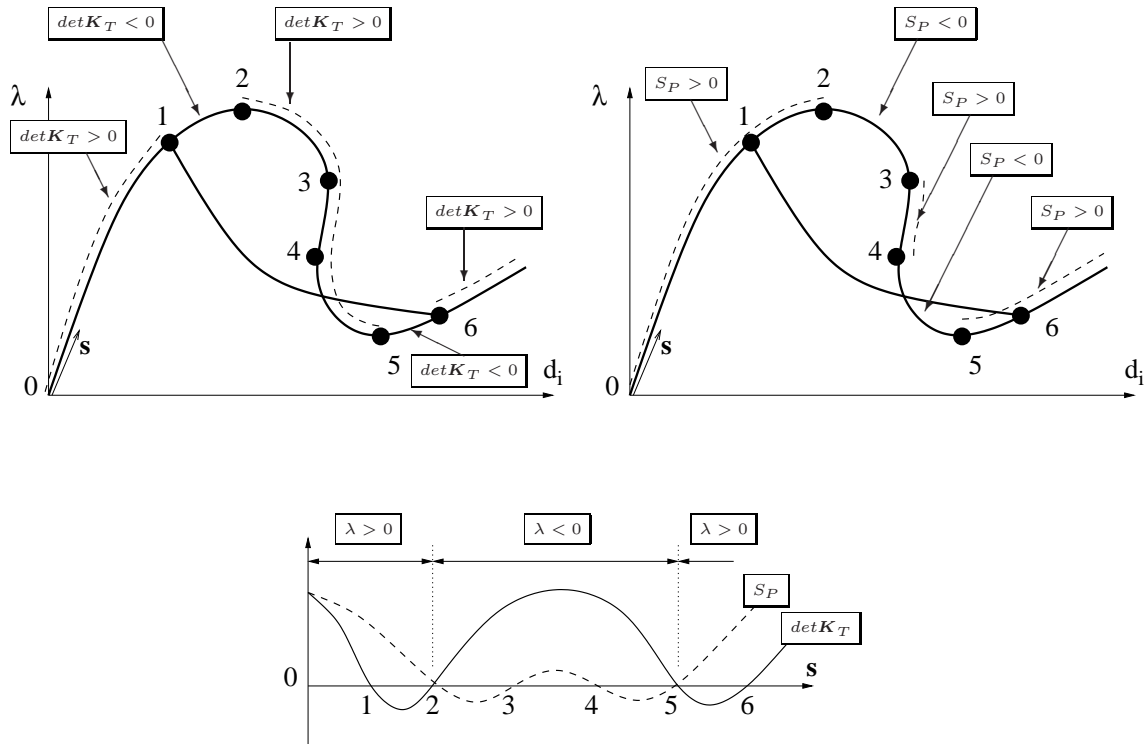 detK_T < 0
detK_T > 0
S_P < 0
λ
2
λ
S_P > 0
2
1
detK_T > 0
S_P > 0
1
3
S_P < 0
3
detK_T > 0
S_P > 0
4
4
6
6
s
5
s
5
detK_T < 0
0
d_i
0
d_i
λ > 0
λ < 0
λ > 0
S_P
detK_T
0
s
1
2
3
4
5
6